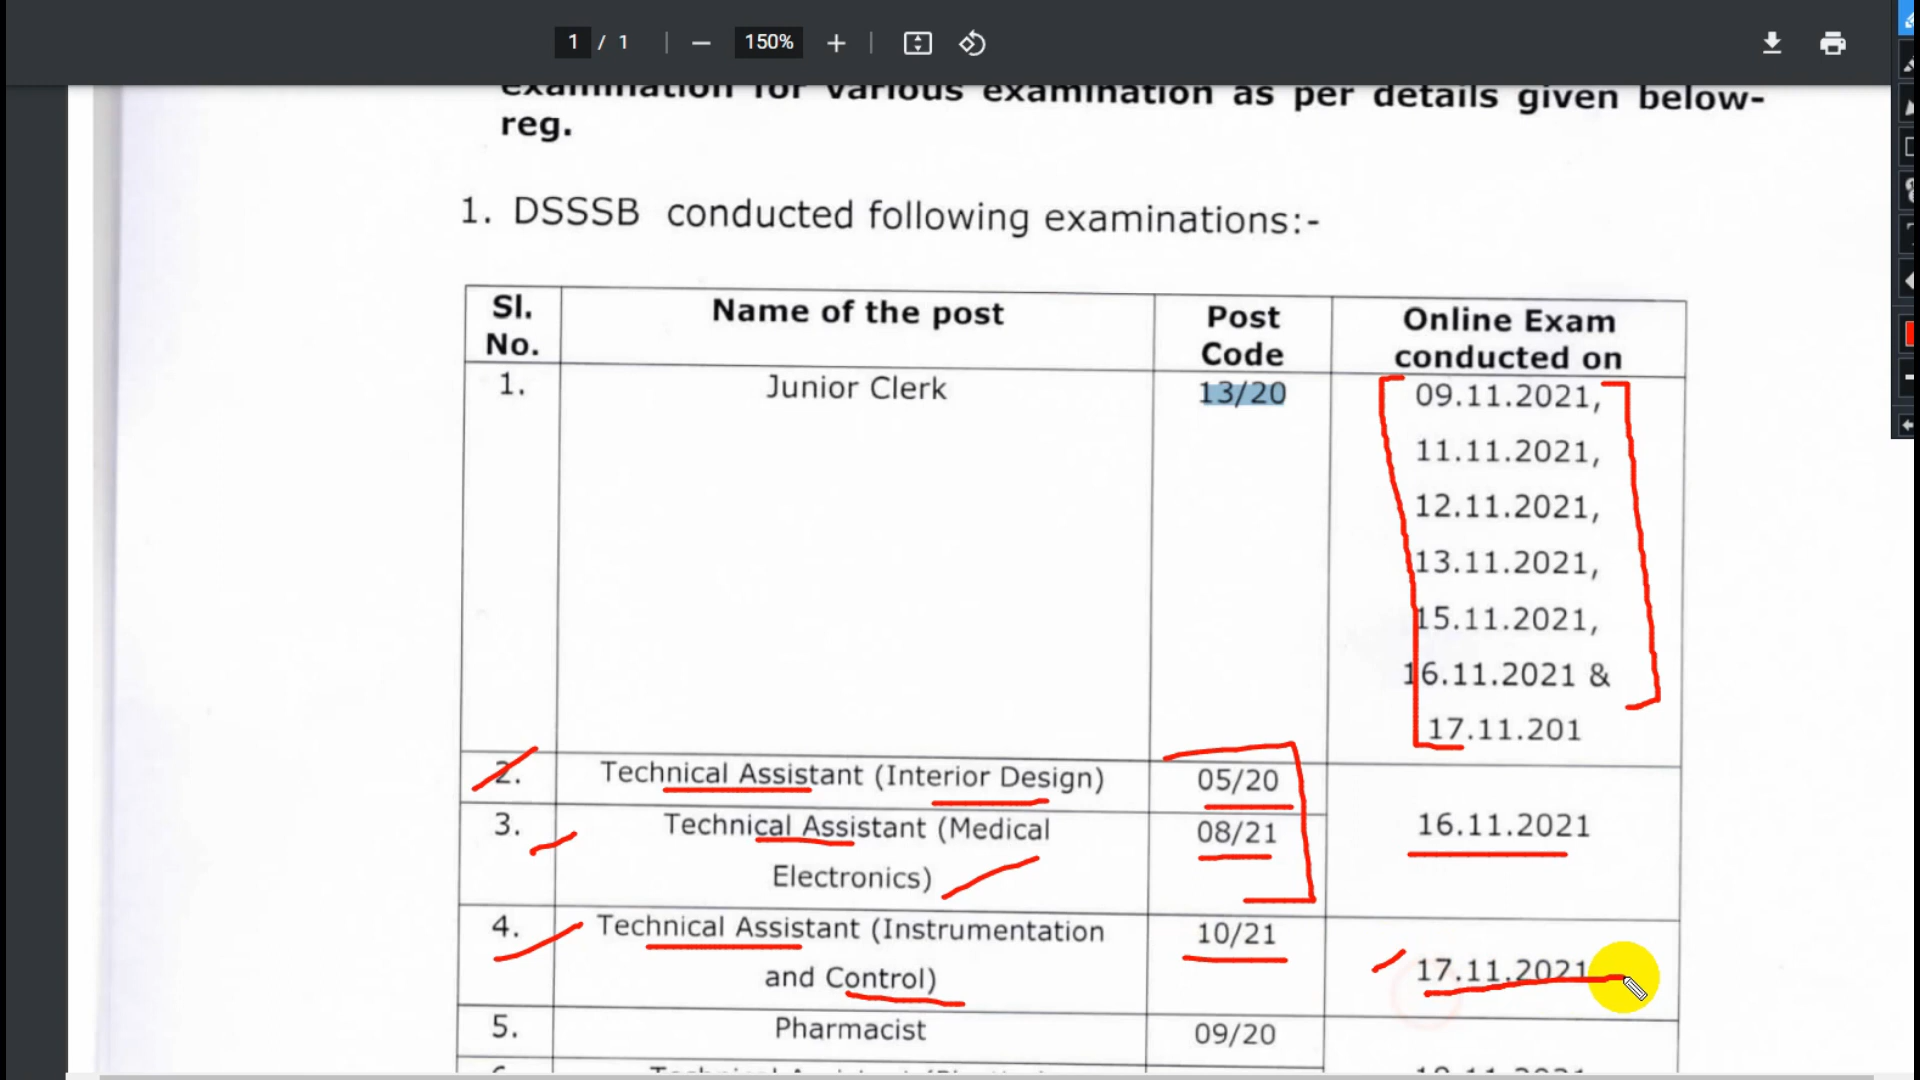 1 / 1
150%
examination for various examination as per details given below-
reg.
1. DSSSB conducted following examinations:-
Sl. No.
Name of the post
Post Code
Online Exam conducted on
1.
Junior Clerk
13/20
09.11.2021,
11.11.2021,
12.11.2021,
13.11.2021,
15.11.2021,
16.11.2021 &
17.11.201
2.
Technical Assistant (Interior Design)
05/20
3.
Technical Assistant (Medical
Electronics)
08/21
16.11.2021
4.
Technical Assistant (Instrumentation
and Control)
10/21
17.11.2021
5.
Pharmacist
09/20